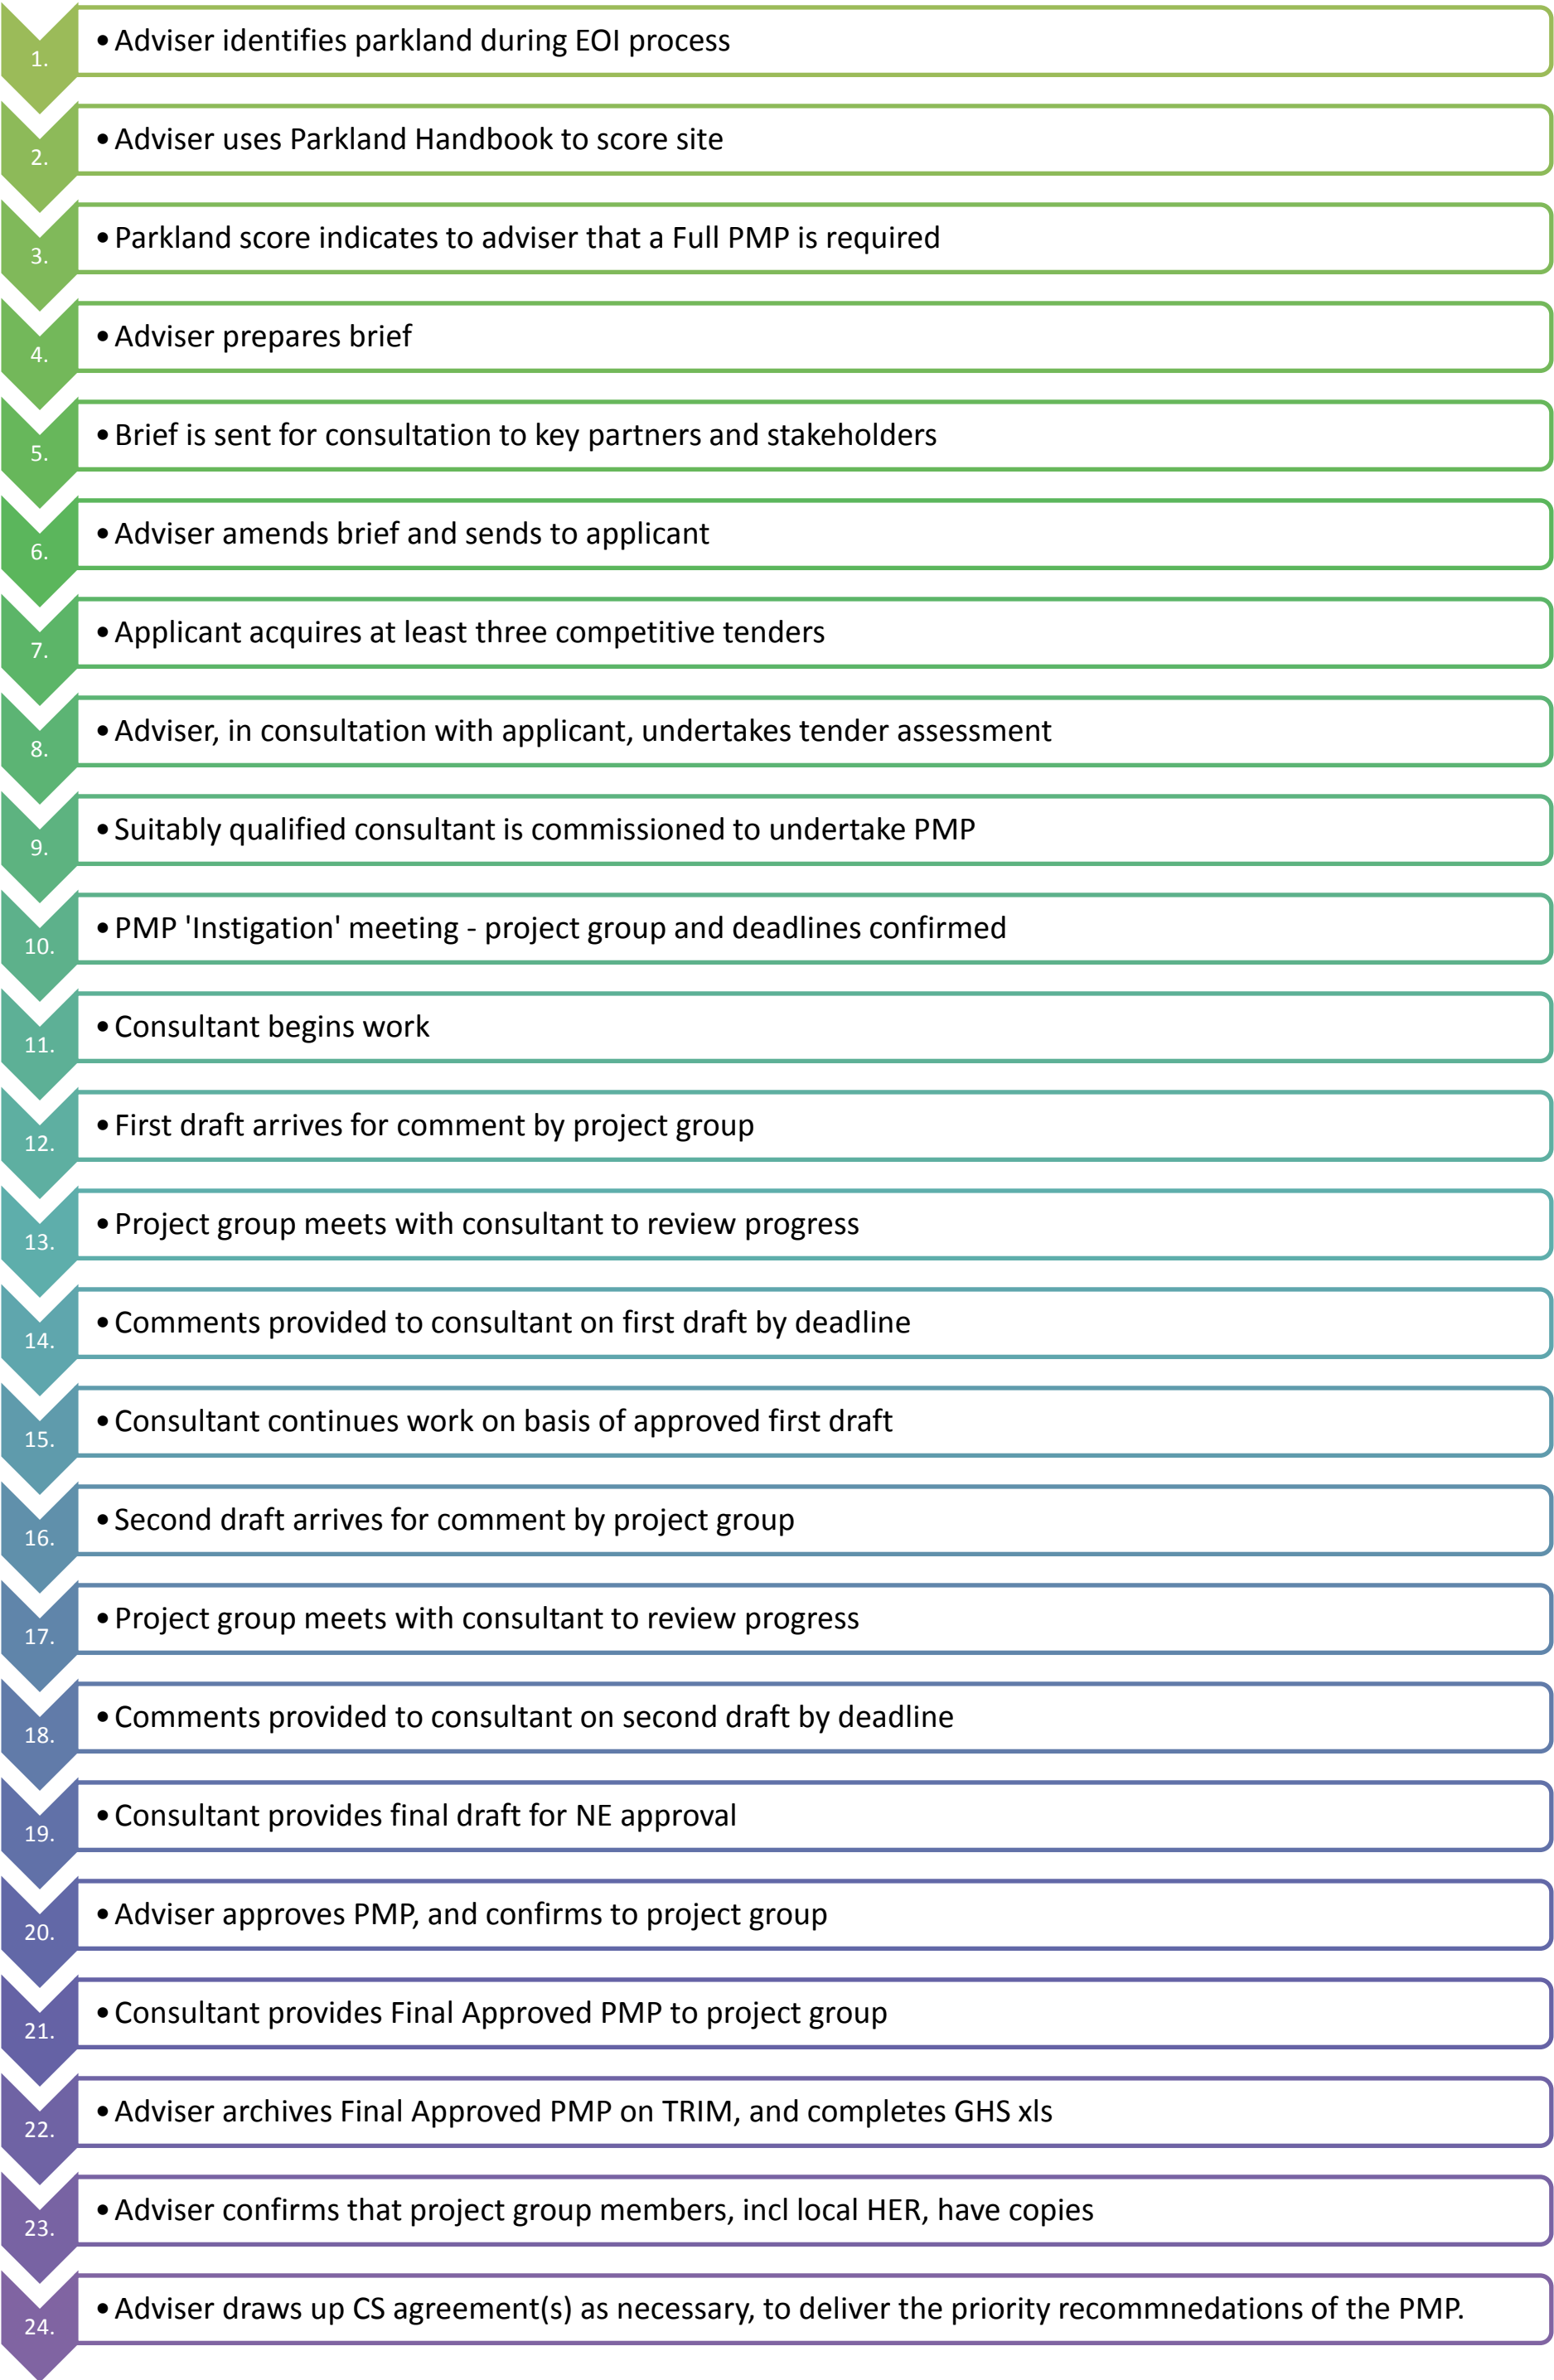 1.
• Adviser identifies parkland during EOI process
2.
• Adviser uses Parkland Handbook to score site
3.
• Parkland score indicates to adviser that a Full PMP is required
4.
• Adviser prepares brief
5.
• Brief is sent for consultation to key partners and stakeholders
6.
• Adviser amends brief and sends to applicant
7.
• Applicant acquires at least three competitive tenders
8.
• Adviser, in consultation with applicant, undertakes tender assessment
9.
• Suitably qualified consultant is commissioned to undertake PMP
10.
• PMP 'Instigation' meeting - project group and deadlines confirmed
11.
• Consultant begins work
12.
• First draft arrives for comment by project group
13.
• Project group meets with consultant to review progress
14.
• Comments provided to consultant on first draft by deadline
15.
• Consultant continues work on basis of approved first draft
16.
• Second draft arrives for comment by project group
17.
• Project group meets with consultant to review progress
18.
• Comments provided to consultant on second draft by deadline
19.
• Consultant provides final draft for NE approval
20.
• Adviser approves PMP, and confirms to project group
21.
• Consultant provides Final Approved PMP to project group
22.
• Adviser archives Final Approved PMP on TRIM, and completes GHS xls
23.
• Adviser confirms that project group members, incl local HER, have copies
24.
• Adviser draws up CS agreement(s) as necessary, to deliver the priority recommnedations of the PMP.